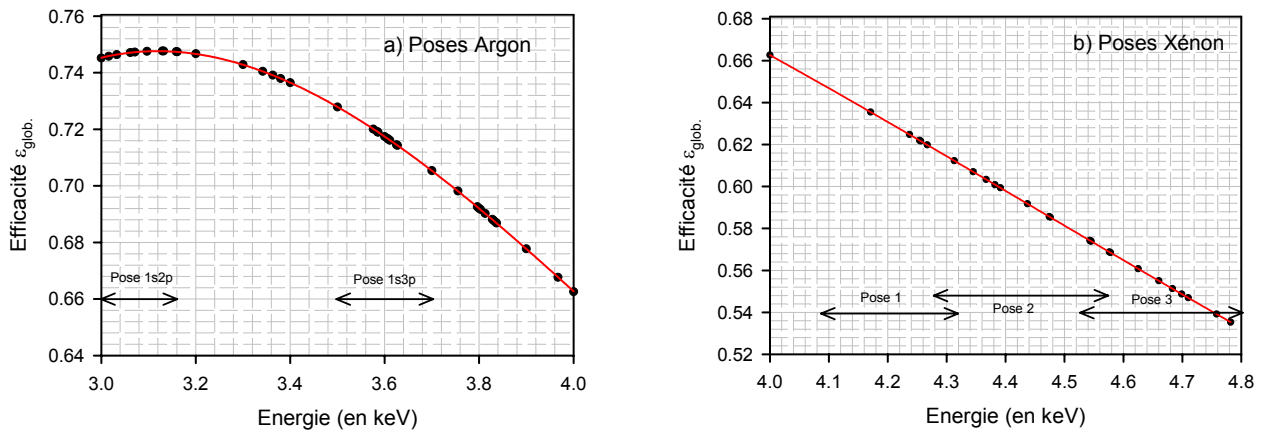 a) Poses Argon
Efficacité εglob.
0.76
0.74
0.72
0.70
0.68
0.66
0.64
Pose 1s2p
Pose 1s3p
3.0 3.2 3.4 3.6 3.8 4.0
Energie (en keV)
b) Poses Xénon
Efficacité εglob.
0.68
0.66
0.64
0.62
0.60
0.58
0.56
0.54
0.52
Pose 1
Pose 2
Pose 3
4.0 4.1 4.2 4.3 4.4 4.5 4.6 4.7 4.8
Energie (en keV)